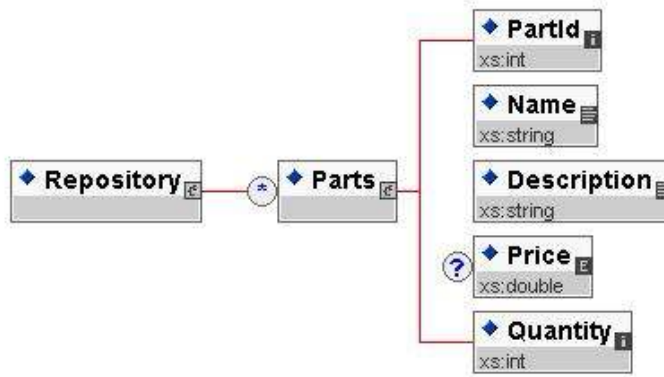 PartId
xs:int
Name
xs:string
Repository
*
Parts
Description
xs:string
?
Price
xs:double
Quantity
xs:int